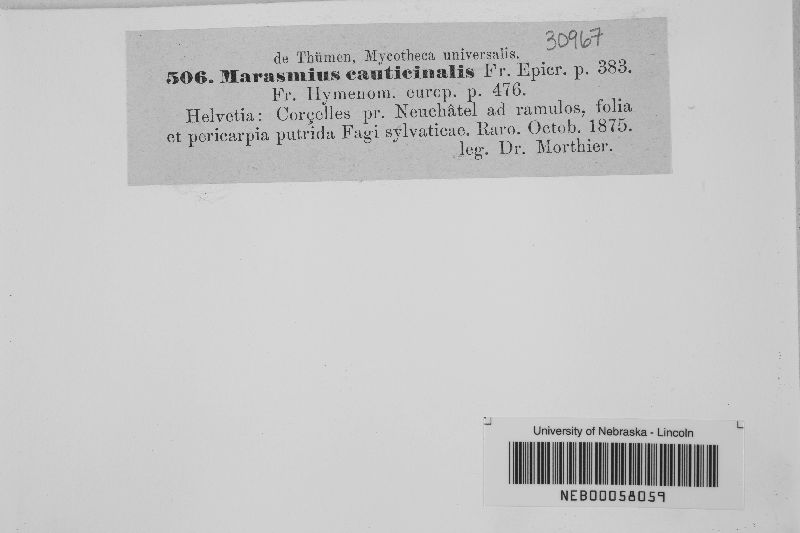 30967
de Thümen, Mycotheca universalis.
506. Marasmius cauticinalis Fr. Epicr. p. 383.
Fr. Hymenom. europ. p. 476.
Helvetia: Corçelles pr. Neuchâtel ad ramulos, folia
et pericarpia putrida Fagi sylvaticae. Raro. Octob. 1875.
leg. Dr. Morthier.
University of Nebraska - Lincoln
NEB00058059